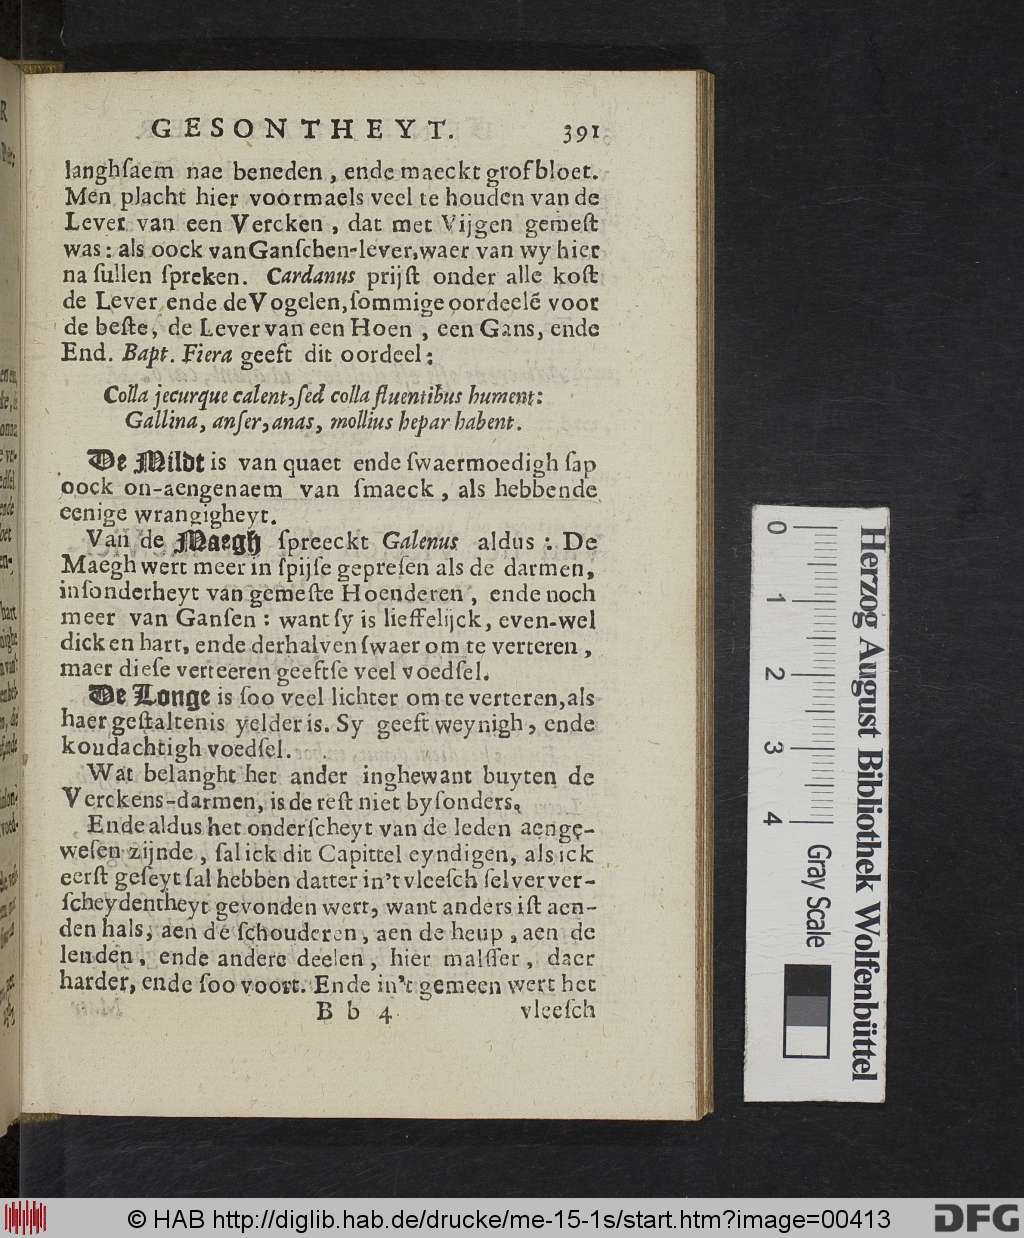 GESONTHEYT. 391
langhſaem nae beneden, ende maeckt grof bloet.
Men placht hier voormaels veel te houden van de
Lever van een Vercken, dat met Vijgen gemeſt
was: als oock van Ganſchen-lever, waer van wy hier
na ſullen ſpreken. Cardanus prijſt onder alle koſt
de Lever ende de Vogelen, ſommige oordeelẽ voor
de beſte, de Lever van een Hoen, een Gans, ende
End. Bapt. Fiera geeft dit oordeel:
Colla jecurque calent, ſed colla fluentibus hument:
Gallina, anſer, anas, mollius hepar habent.
De Mildt is van quaet ende ſwaermoedigh ſap
oock on-aengenaem van ſmaeck, als hebbende
eenige wrangigheyt.
Van de Maegh ſpreeckt Galenus aldus: De
Maegh wert meer in ſpijſe gepreſen als de darmen,
inſonderheyt van gemeſte Hoenderen, ende noch
meer van Ganſen: want ſy is lieffelijck, even-wel
dick en hart, ende derhalven ſwaer om te verteren,
maer dieſe verteeren geeftſe veel voedſel.
De Longe is ſoo veel lichter om te verteren, als
haer geſtaltenis yelder is. Sy geeft weynigh, ende
koudachtigh voedſel.
Wat belanght het ander inghewant buyten de
Verckens-darmen, is de reſt niet byſonders.
Ende aldus het onderſcheyt van de leden aenge-
weſen zijnde, ſal ick dit Capittel eyndigen, als ick
eerſt geſeyt ſal hebben datter in't vleeſch ſelver ver-
ſcheydentheyt gevonden wert, want anders iſt aen-
den hals, aen de ſchouderen, aen de heup, aen de
lenden, ende andere deelen, hier malſſer, daer
harder, ende ſoo voort. Ende in't gemeen wert het
B b 4 vleeſch
0 1 2 3 4 Gray Scale
Herzog August Bibliothek Wolfenbüttel
© HAB http://diglib.hab.de/drucke/me-15-1s/start.htm?image=00413 DFG